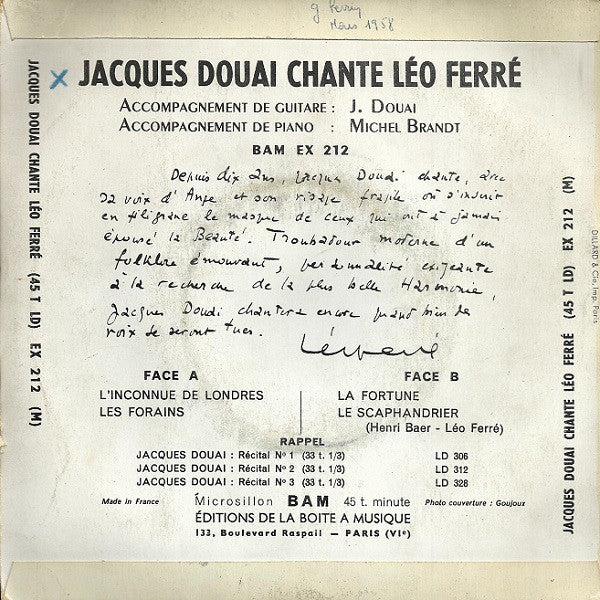 Mars 1958
X JACQUES DOUAI CHANTE LÉO FERRÉ
ACCOMPAGNEMENT DE GUITARE : J. DOUAI
ACCOMPAGNEMENT DE PIANO : MICHEL BRANDT
BAM EX 212
Depuis dix ans, Jacques Douai chante, avec
sa voix d'Ange et son visage fragile où s'inscrit
en filigrane le masque de ceux qui ont à jamais
épousé la Beauté. Troubadour moderne d'un
folklore émouvant, personnalité exigeante
à la recherche de la plus belle Harmonie,
Jacques Douai chantera encore quand bien des
voix se seront tues.
Léo Ferré
FACE A
L'INCONNUE DE LONDRES
LES FORAINS
FACE B
LA FORTUNE
LE SCAPHANDRIER
(Henri Baer - Léo Ferré)
RAPPEL
JACQUES DOUAI : Récital Nº 1 (33 t. 1/3) LD 306
JACQUES DOUAI : Récital Nº 2 (33 t. 1/3) LD 312
JACQUES DOUAI : Récital Nº 3 (33 t. 1/3) LD 328
Made in France Microsillon BAM 45 t. minute Photo couverture : Goujoux
ÉDITIONS DE LA BOITE A MUSIQUE
133, Boulevard Raspail — PARIS (VIe)
JACQUES DOUAI CHANTE LÉO FERRÉ (45 T LD) EX 212 (M)
JACQUES DOUAI CHANTE LÉO FERRÉ (45 T LD) EX 212 (M)
DILLARD & Cie, Imp. Paris